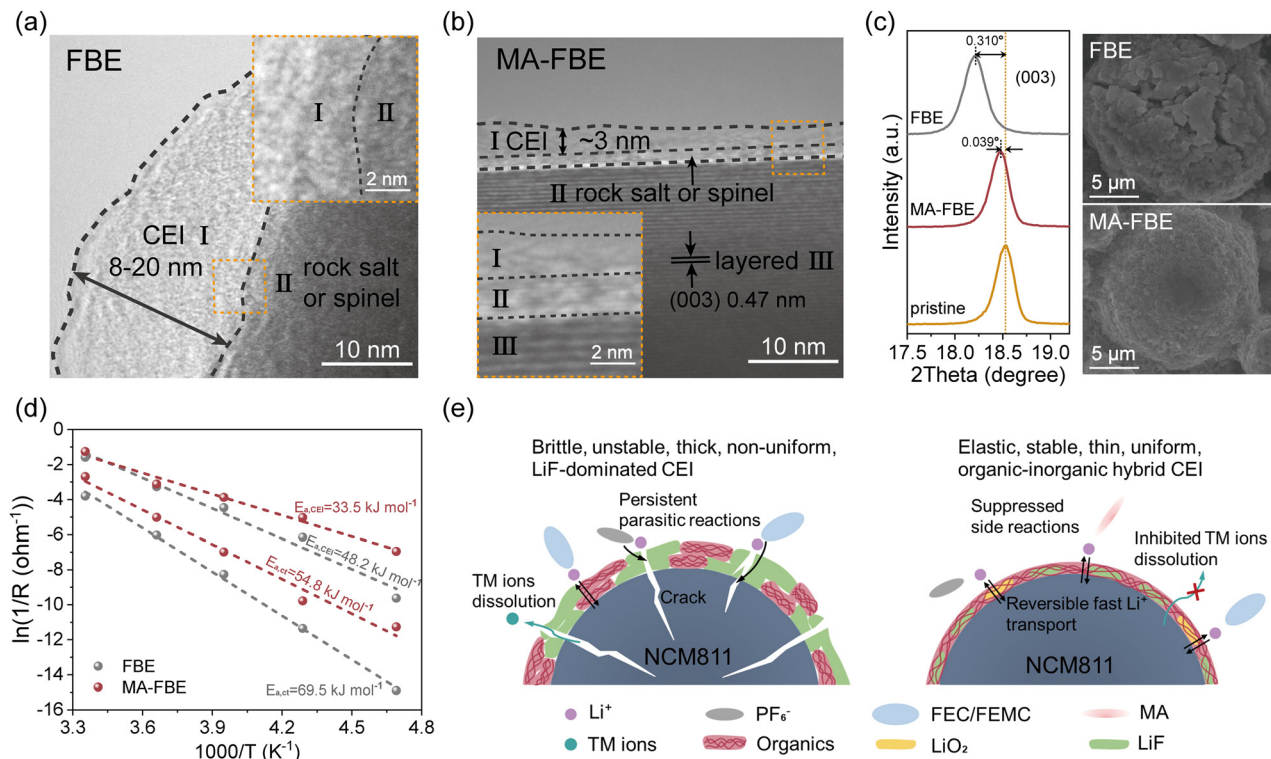 (a)
FBE
I
II
2 nm
CEI I
8-20 nm
II rock salt
or spinel
10 nm
(b)
MA-FBE
I CEI ~3 nm
II rock salt or spinel
I
II
III
2 nm
layered III
(003) 0.47 nm
10 nm
(c)
Intensity (a.u.)
0.310°
(003)
FBE
0.039°
MA-FBE
pristine
17.5 18.0 18.5 19.0
2Theta (degree)
FBE
5 µm
MA-FBE
5 µm
(d)
ln(1/R (ohm⁻¹))
0
-2
-4
-6
-8
-10
-12
-14
-16
Ea,CEI=33.5 kJ mol⁻¹
Ea,CEI=48.2 kJ mol⁻¹
Ea,ct=54.8 kJ mol⁻¹
Ea,ct=69.5 kJ mol⁻¹
FBE
MA-FBE
3.3 3.6 3.9 4.2 4.5 4.8
1000/T (K⁻¹)
(e)
Brittle, unstable, thick, non-uniform,
LiF-dominated CEI
Persistent
parasitic reactions
TM ions
dissolution
Crack
NCM811
Elastic, stable, thin, uniform,
organic-inorganic hybrid CEI
Suppressed
side reactions
Inhibited TM ions
dissolution
Reversible fast Li⁺
transport
NCM811
Li⁺
PF₆⁻
FEC/FEMC
MA
TM ions
Organics
LiO₂
LiF